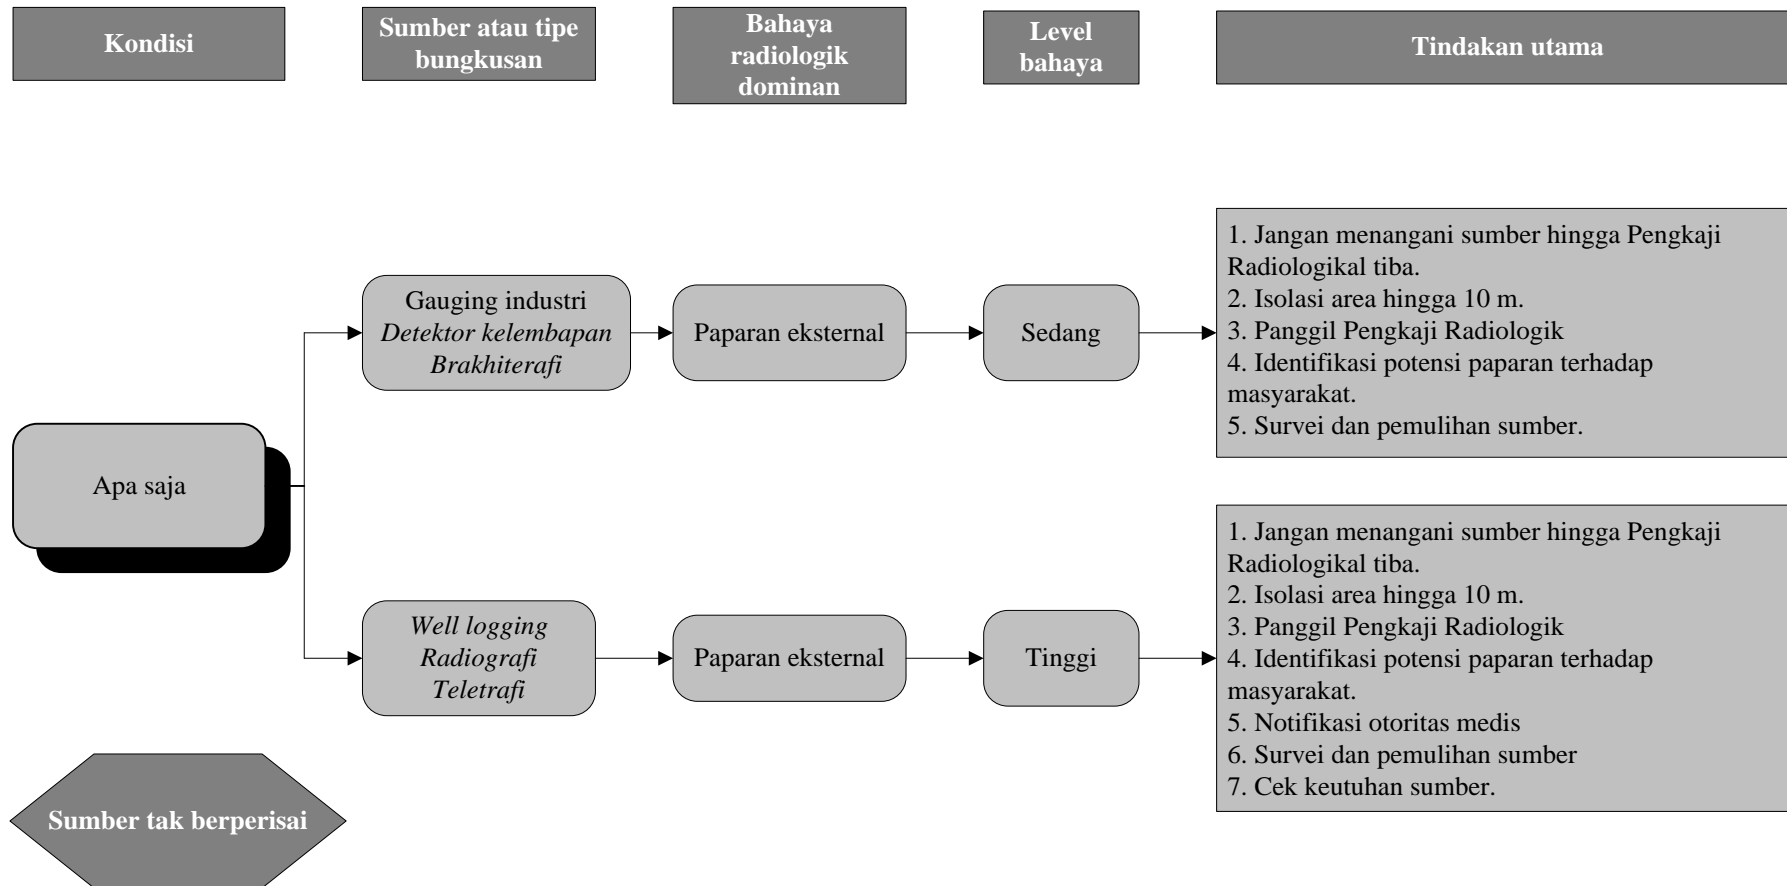 Kondisi
Sumber atau tipe
bungkusan
Bahaya
radiologik
dominan
Level
bahaya
Tindakan utama
Apa saja
Gauging industri
Detektor kelembapan
Brakhiterafi
Paparan eksternal
Sedang
1. Jangan menangani sumber hingga Pengkaji
Radiologikal tiba.
2. Isolasi area hingga 10 m.
3. Panggil Pengkaji Radiologik
4. Identifikasi potensi paparan terhadap
masyarakat.
5. Survei dan pemulihan sumber.
Well logging
Radiografi
Teletrafi
Paparan eksternal
Tinggi
1. Jangan menangani sumber hingga Pengkaji
Radiologikal tiba.
2. Isolasi area hingga 10 m.
3. Panggil Pengkaji Radiologik
4. Identifikasi potensi paparan terhadap
masyarakat.
5. Notifikasi otoritas medis
6. Survei dan pemulihan sumber
7. Cek keutuhan sumber.
Sumber tak berperisai